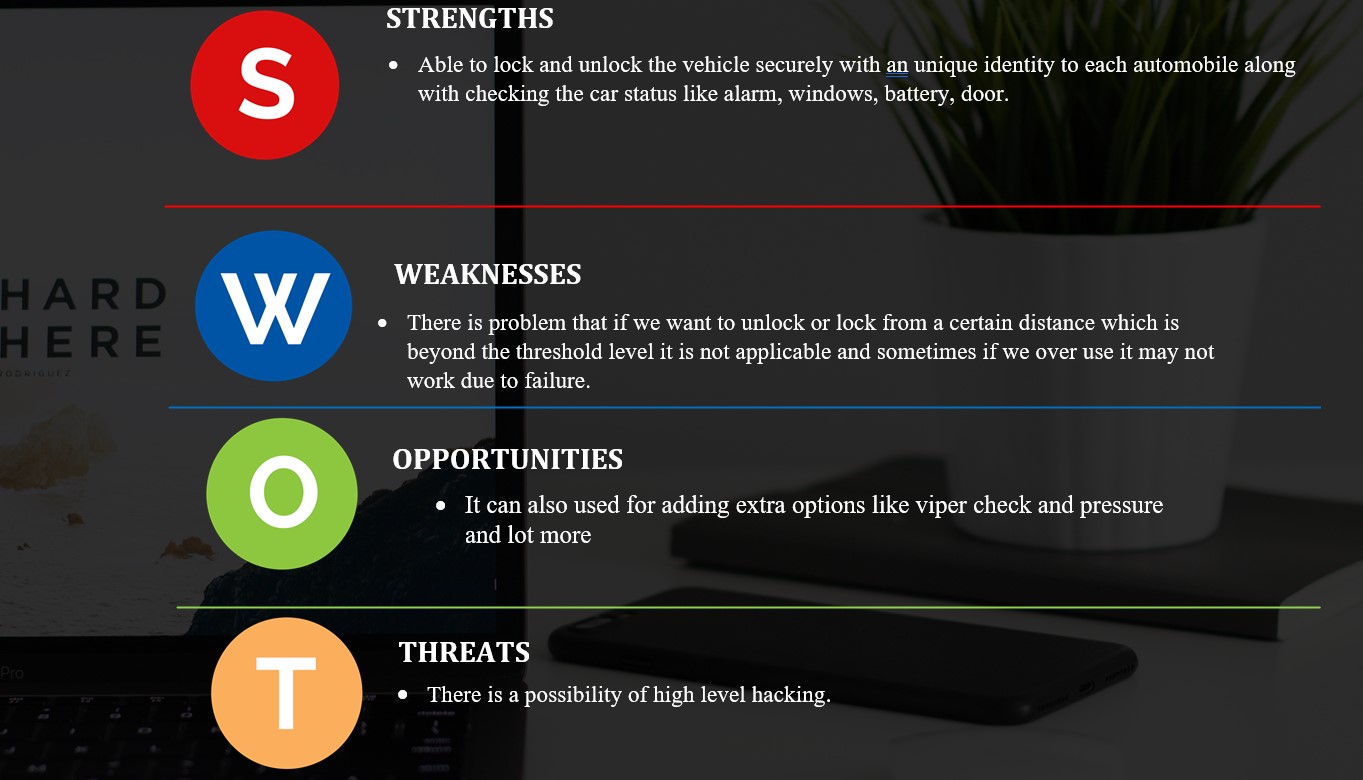 STRENGTHS
S
Able to lock and unlock the vehicle securely with an unique identity to each automobile along
with checking the car status like alarm, windows, battery, door.
HARD
HERE
RODRIGUEZ
W
WEAKNESSES
There is problem that if we want to unlock or lock from a certain distance which is
beyond the threshold level it is not applicable and sometimes if we over use it may not
work due to failure.
O
OPPORTUNITIES
It can also used for adding extra options like viper check and pressure
and lot more
T
THREATS
There is a possibility of high level hacking.
Pro
delete